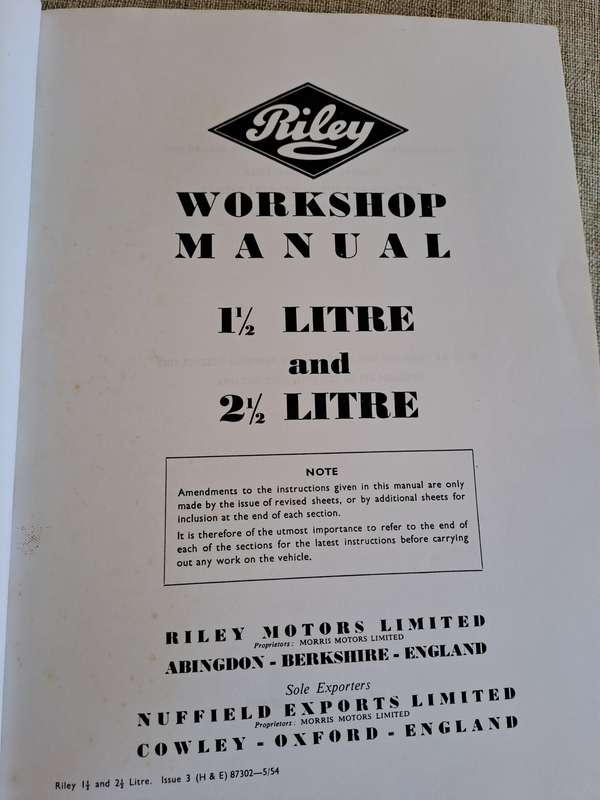 Riley
WORKSHOP
MANUAL
1½ LITRE
and
2½ LITRE
NOTE
Amendments to the instructions given in this manual are only
made by the issue of revised sheets, or by additional sheets for
inclusion at the end of each section.
It is therefore of the utmost importance to refer to the end of
each of the sections for the latest instructions before carrying
out any work on the vehicle.
RILEY MOTORS LIMITED
Proprietors: MORRIS MOTORS LIMITED
ABINGDON - BERKSHIRE - ENGLAND
Sole Exporters
NUFFIELD EXPORTS LIMITED
Proprietors: MORRIS MOTORS LIMITED
COWLEY - OXFORD - ENGLAND
Riley 1½ and 2½ Litre. Issue 3 (H & E) 87302—5/54